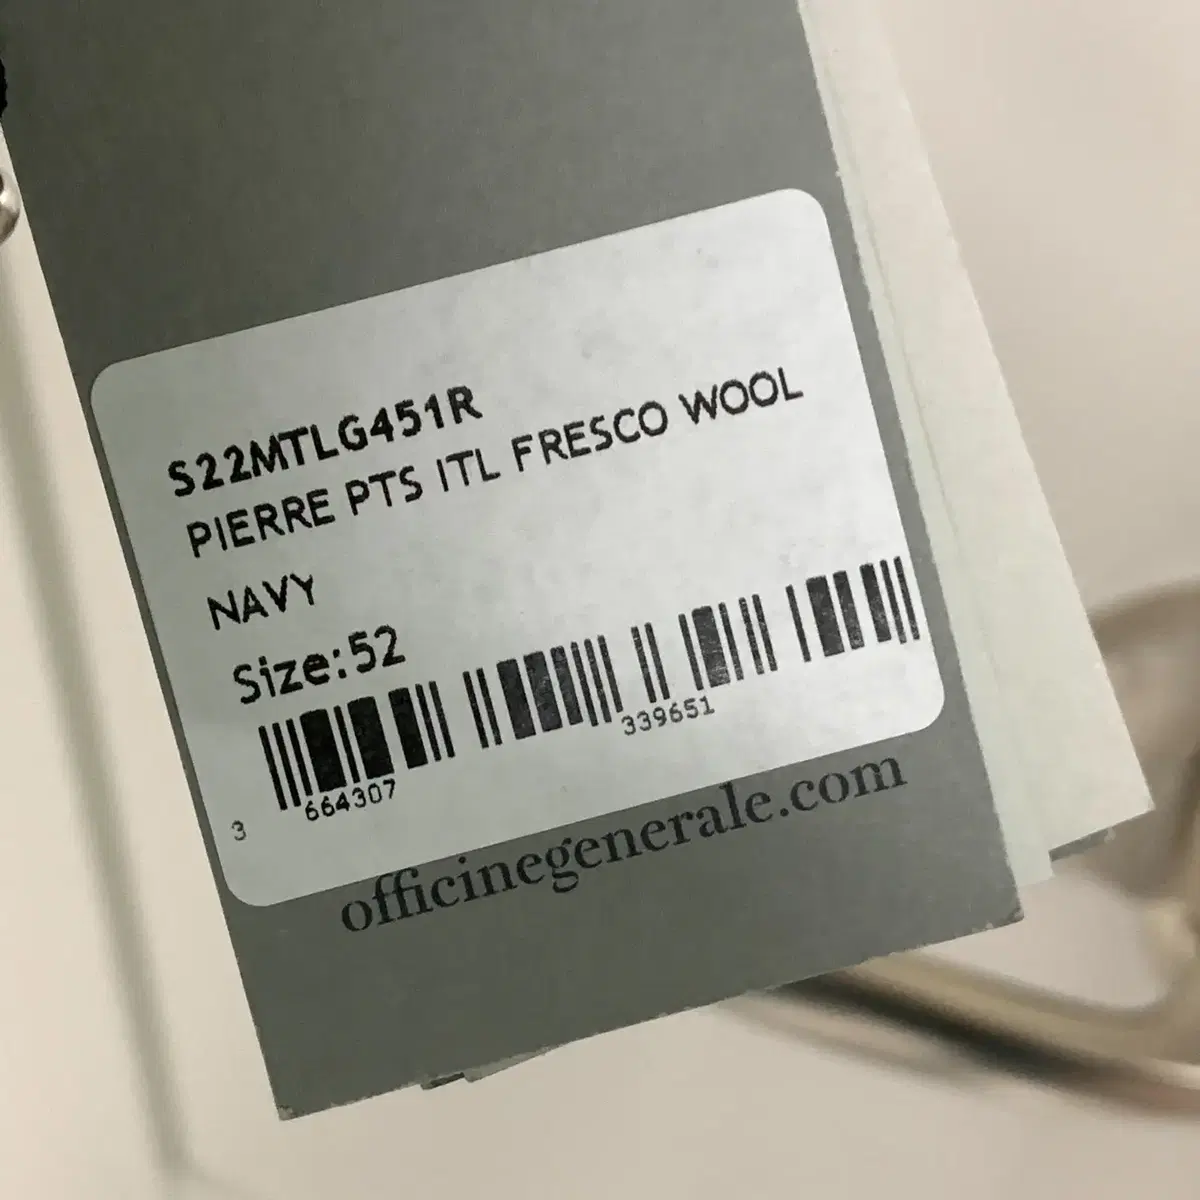 S22MTLG451R
PIERRE PTS ITL FRESCO WOOL
NAVY
Size:52
3 664307 339651
officinegenerale.com